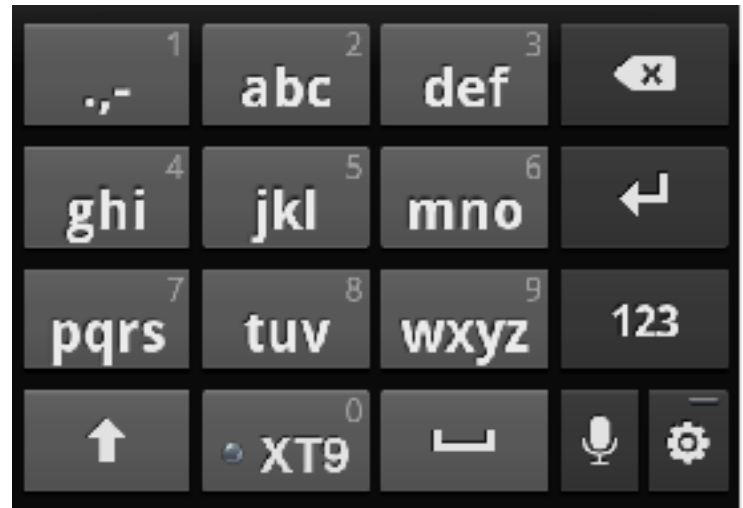 1 2 3
.,- abc def
4 5 6
ghi jkl mno
7 8 9
pqrs tuv wxyz 123
0
XT9